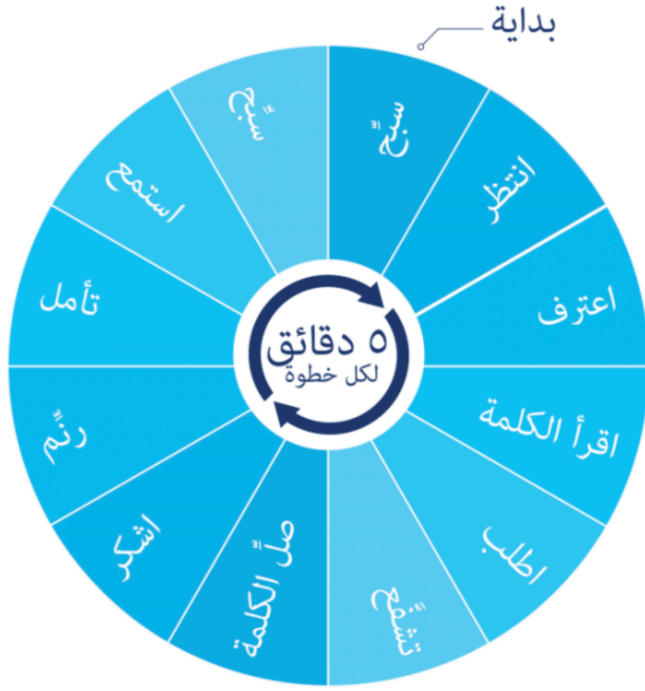 بداية
سبِّح
انتظر
اعترف
اقرأ الكلمة
اطلب
تشفَّع
صلِّ الكلمة
اشكر
رنِّم
تأمل
استمع
سبِّح
٥ دقائق
لكل خطوة